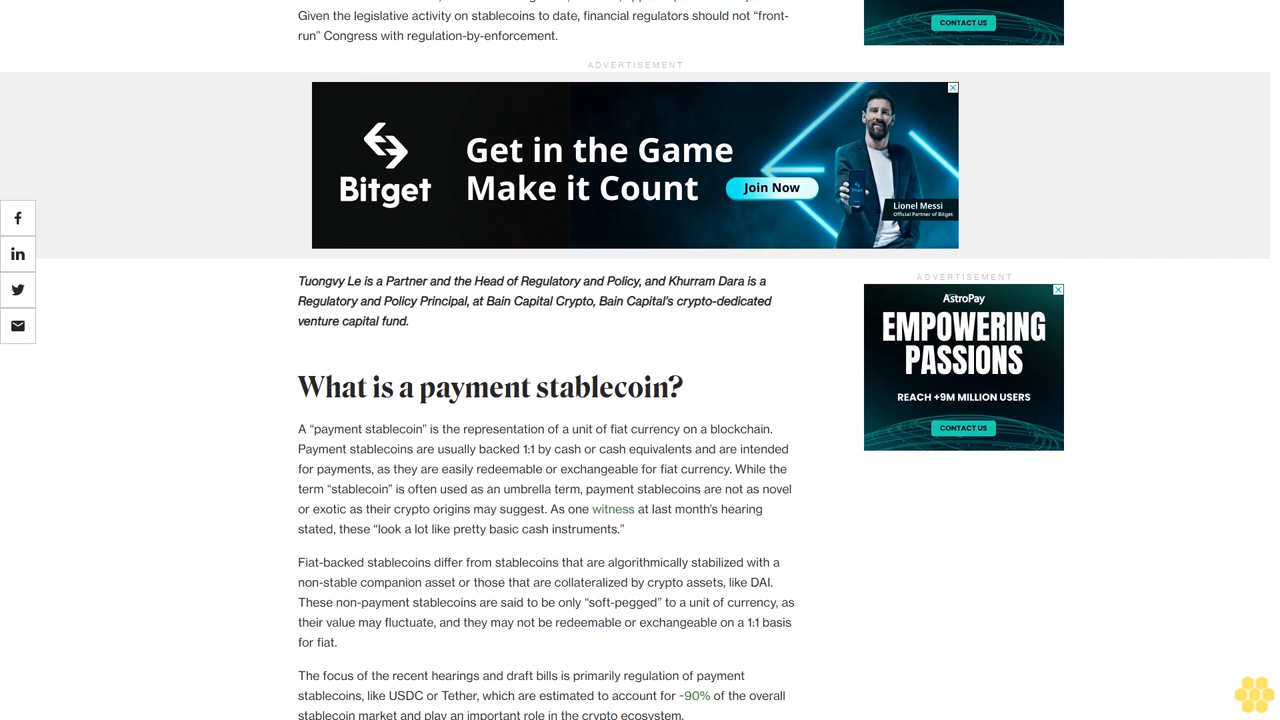 CONTACT US
Given the legislative activity on stablecoins to date, financial regulators should not “front-
run” Congress with regulation-by-enforcement.
ADVERTISEMENT
Bitget
Get in the Game
Make it Count
Join Now
Lionel Messi
Official Partner of Bitget
Tuongvy Le is a Partner and the Head of Regulatory and Policy, and Khurram Dara is a
Regulatory and Policy Principal, at Bain Capital Crypto, Bain Capital's crypto-dedicated
venture capital fund.
ADVERTISEMENT
AstroPay
EMPOWERING
PASSIONS
REACH +9M MILLION USERS
CONTACT US
What is a payment stablecoin?
A “payment stablecoin” is the representation of a unit of fiat currency on a blockchain.
Payment stablecoins are usually backed 1:1 by cash or cash equivalents and are intended
for payments, as they are easily redeemable or exchangeable for fiat currency. While the
term “stablecoin” is often used as an umbrella term, payment stablecoins are not as novel
or exotic as their crypto origins may suggest. As one witness at last month's hearing
stated, these “look a lot like pretty basic cash instruments.”
Fiat-backed stablecoins differ from stablecoins that are algorithmically stabilized with a
non-stable companion asset or those that are collateralized by crypto assets, like DAI.
These non-payment stablecoins are said to be only “soft-pegged” to a unit of currency, as
their value may fluctuate, and they may not be redeemable or exchangeable on a 1:1 basis
for fiat.
The focus of the recent hearings and draft bills is primarily regulation of payment
stablecoins, like USDC or Tether, which are estimated to account for ~90% of the overall
stablecoin market and play an important role in the crypto ecosystem.